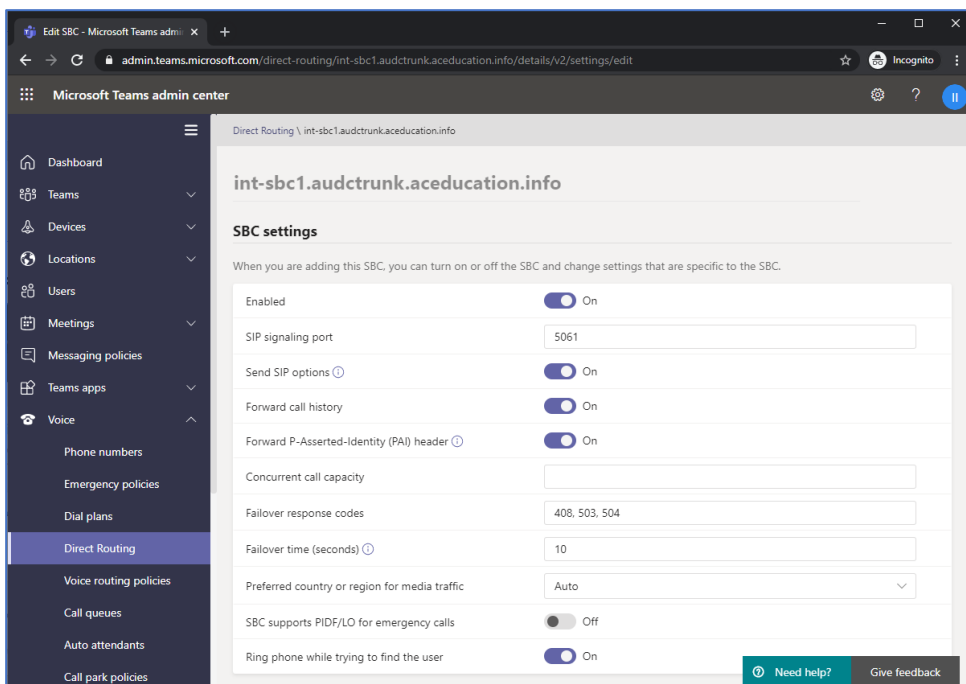 Edit SBC - Microsoft Teams admi
admin.teams.microsoft.com/direct-routing/int-sbc1.audctrunk.aceducation.info/details/v2/settings/edit
Incognito
Microsoft Teams admin center
?
II
Direct Routing \ int-sbc1.audctrunk.aceducation.info
Dashboard
Teams
Devices
Locations
Users
Meetings
Messaging policies
Teams apps
Voice
Phone numbers
Emergency policies
Dial plans
Direct Routing
Voice routing policies
Call queues
Auto attendants
Call park policies
int-sbc1.audctrunk.aceducation.info
SBC settings
When you are adding this SBC, you can turn on or off the SBC and change settings that are specific to the SBC.
Enabled On
SIP signaling port 5061
Send SIP options On
Forward call history On
Forward P-Asserted-Identity (PAI) header On
Concurrent call capacity
Failover response codes 408, 503, 504
Failover time (seconds) 10
Preferred country or region for media traffic Auto
SBC supports PIDF/LO for emergency calls Off
Ring phone while trying to find the user On
Need help? Give feedback